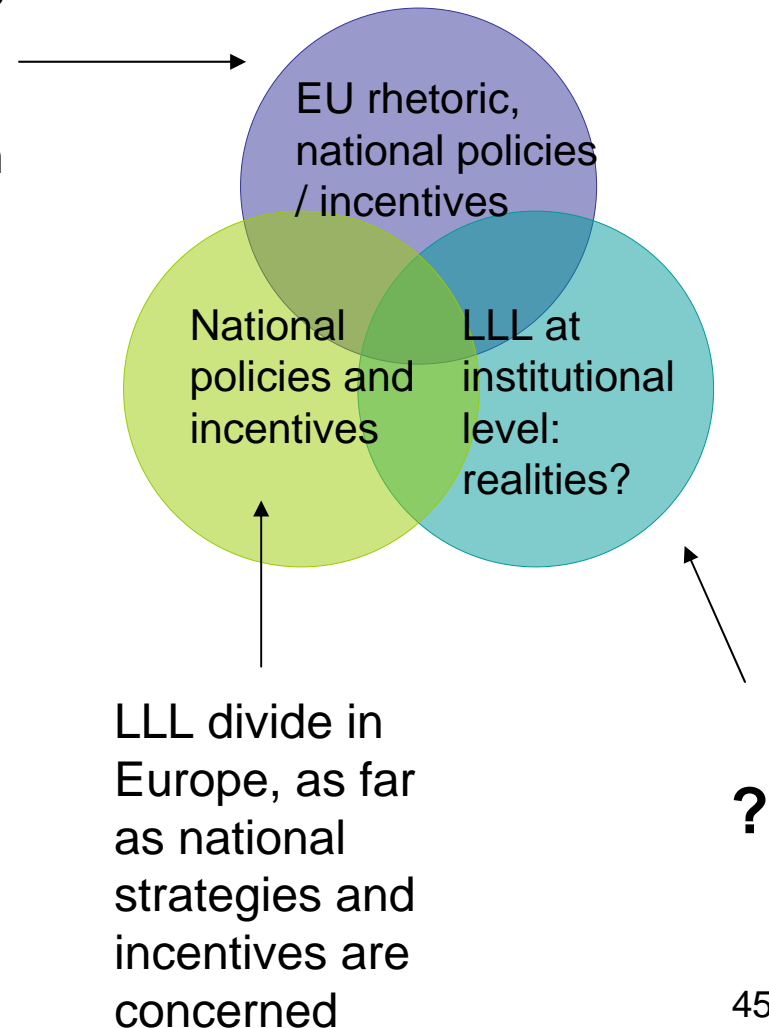 EU rhetoric,
national policies
/ incentives
National
policies and
incentives
LLL at
institutional
level:
realities?
LLL divide in
Europe, as far
as national
strategies and
incentives are
concerned
?
45